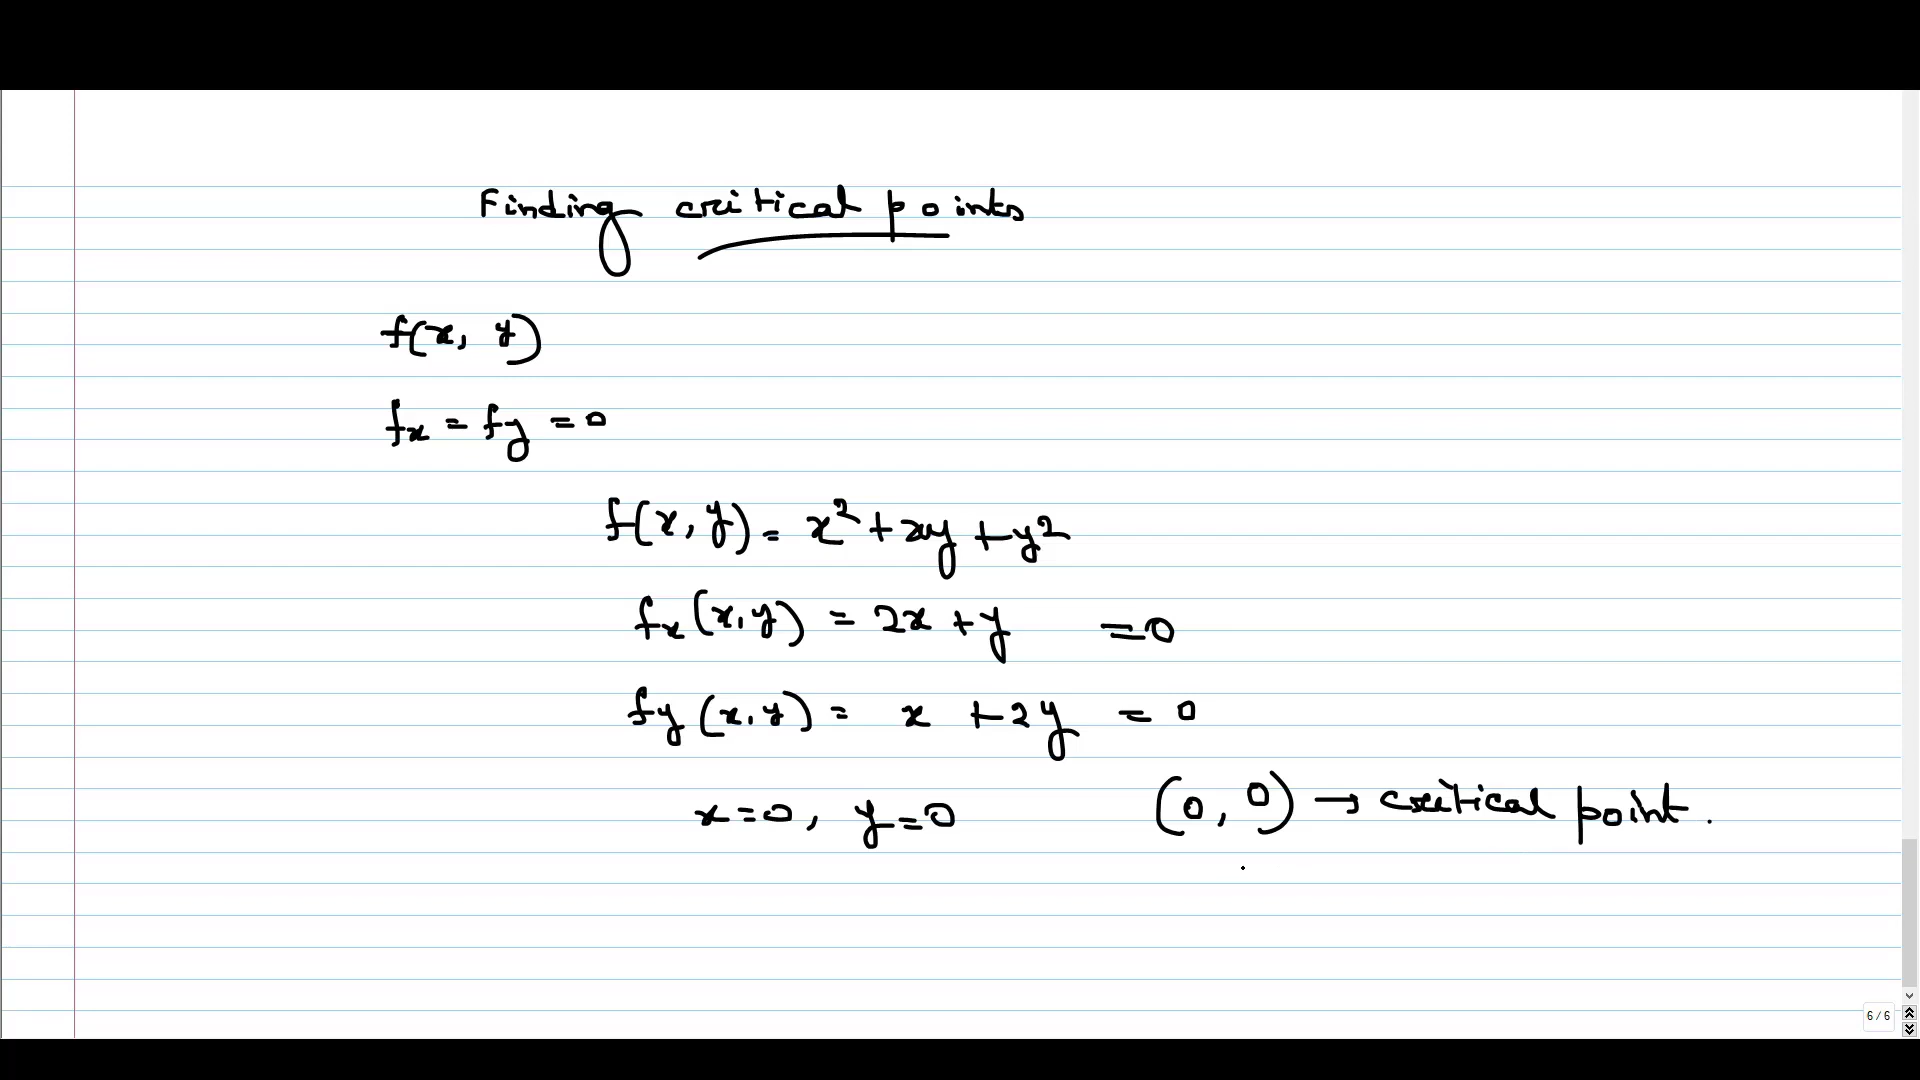 Finding critical points
f(x, y)
fx = fy = 0
f(x, y) = x² + xy + y²
fx (x, y) = 2x + y = 0
fy (x, y) = x + 2y = 0
x = 0, y = 0 (0, 0) → critical point.
6 / 6